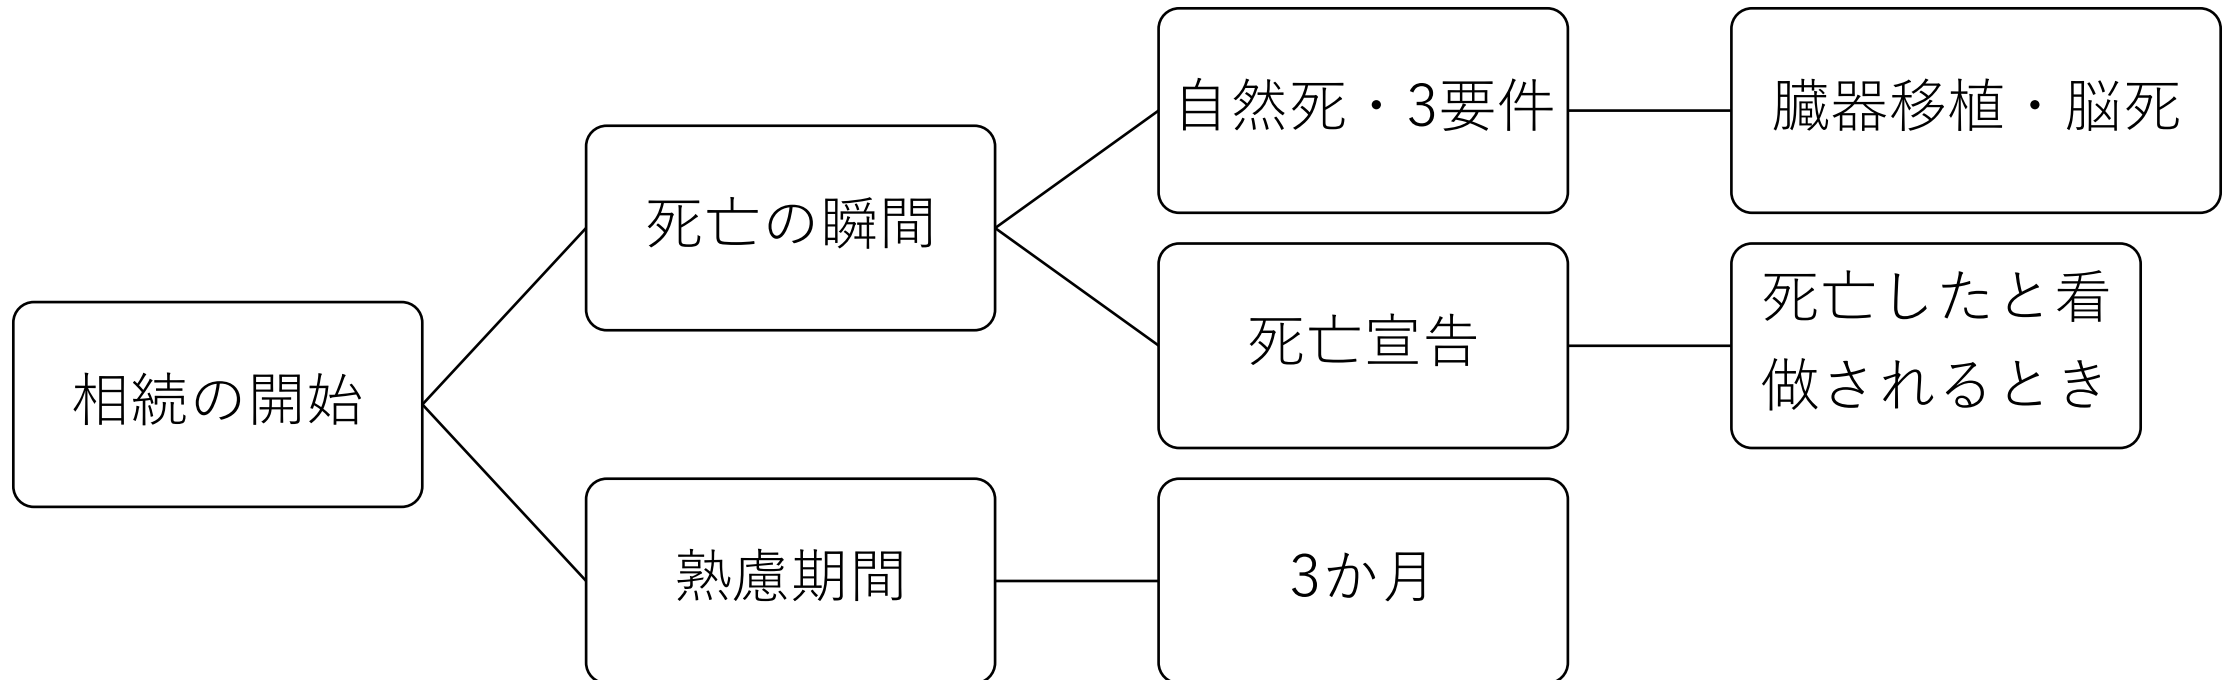 相続の開始
死亡の瞬間
自然死・3要件
臓器移植・脳死
死亡宣告
死亡したと看
做されるとき
熟慮期間
3か月